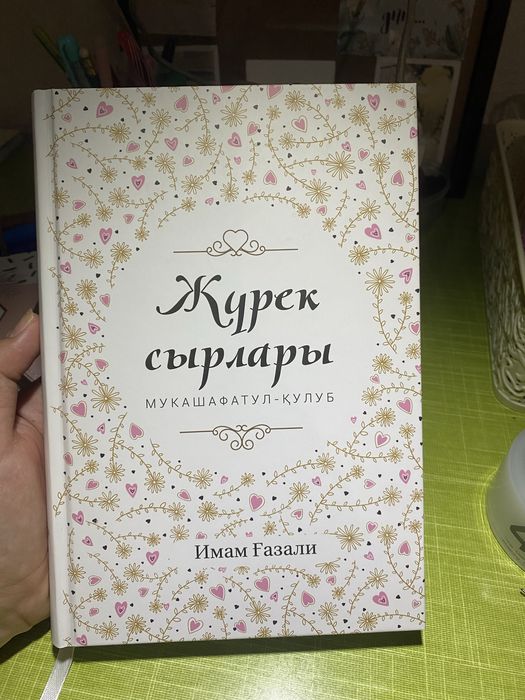 Жүрек
сырлары
МУКАШАФАТУЛ-ҚУЛУБ
Имам Ғазали